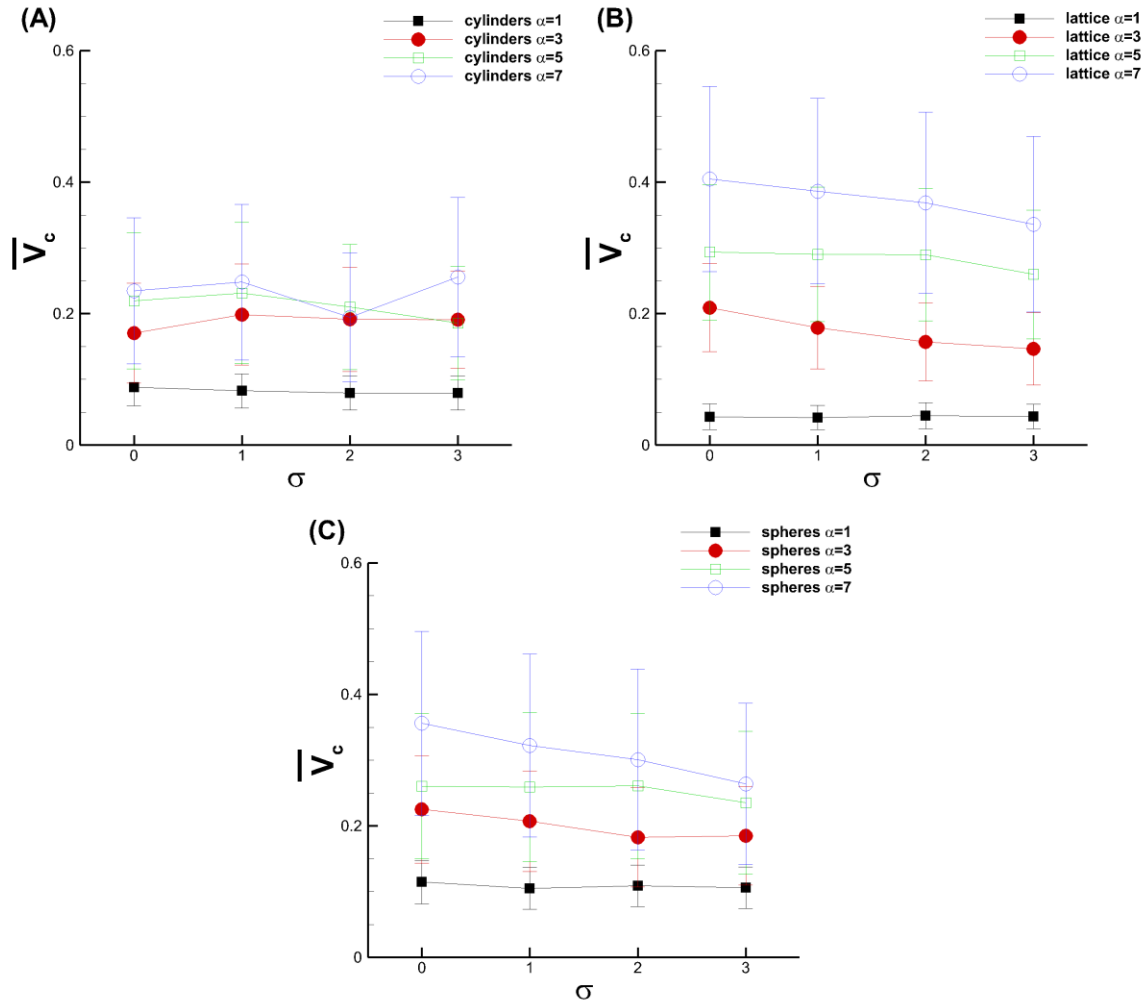 (A)
cylinders α=1
cylinders α=3
cylinders α=5
cylinders α=7
0.6
0.4
0.2
0
V̅c
0 1 2 3
σ
(B)
lattice α=1
lattice α=3
lattice α=5
lattice α=7
0.6
0.4
0.2
0
V̅c
0 1 2 3
σ
(C)
spheres α=1
spheres α=3
spheres α=5
spheres α=7
0.6
0.4
0.2
0
V̅c
0 1 2 3
σ